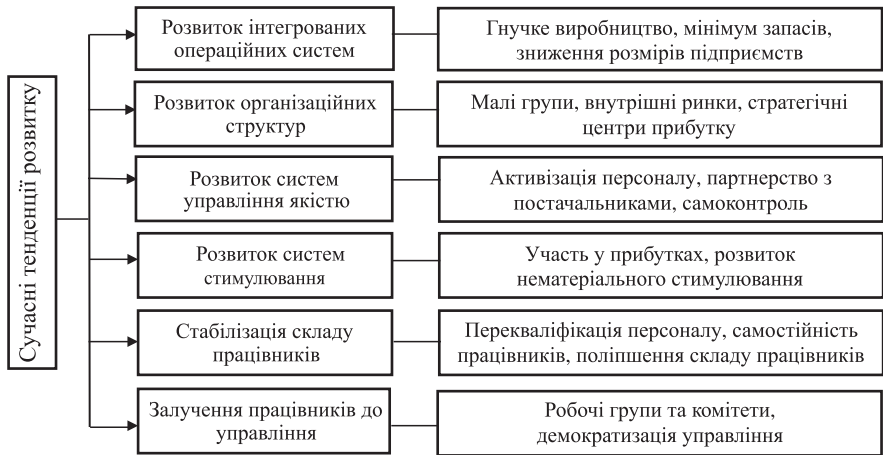 Сучасні тенденції розвитку
Розвиток інтегрованих
операційних систем
Гнучке виробництво, мінімум запасів,
зниження розмірів підприємств
Розвиток організаційних
структур
Малі групи, внутрішні ринки, стратегічні
центри прибутку
Розвиток систем
управління якістю
Активізація персоналу, партнерство з
постачальниками, самоконтроль
Розвиток систем
стимулювання
Участь у прибутках, розвиток
нематеріального стимулювання
Стабілізація складу
працівників
Перекваліфікація персоналу, самостійність
працівників, поліпшення складу працівників
Залучення працівників до
управління
Робочі групи та комітети,
демократизація управління